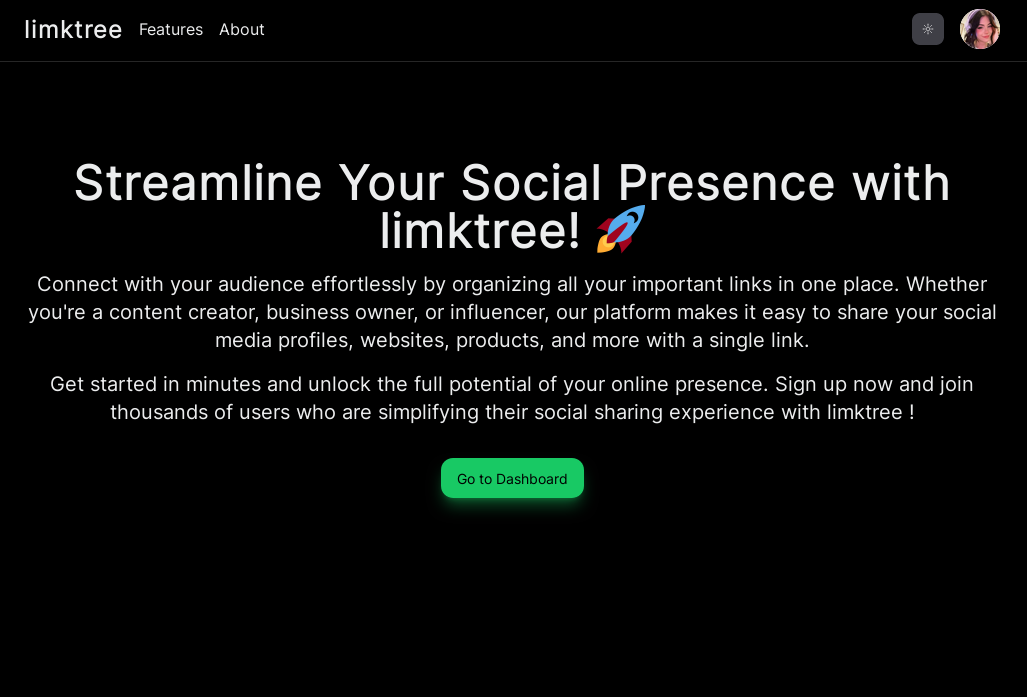 limktree Features About
Streamline Your Social Presence with
limktree! 🚀
Connect with your audience effortlessly by organizing all your important links in one place. Whether
you're a content creator, business owner, or influencer, our platform makes it easy to share your social
media profiles, websites, products, and more with a single link.
Get started in minutes and unlock the full potential of your online presence. Sign up now and join
thousands of users who are simplifying their social sharing experience with limktree !
Go to Dashboard